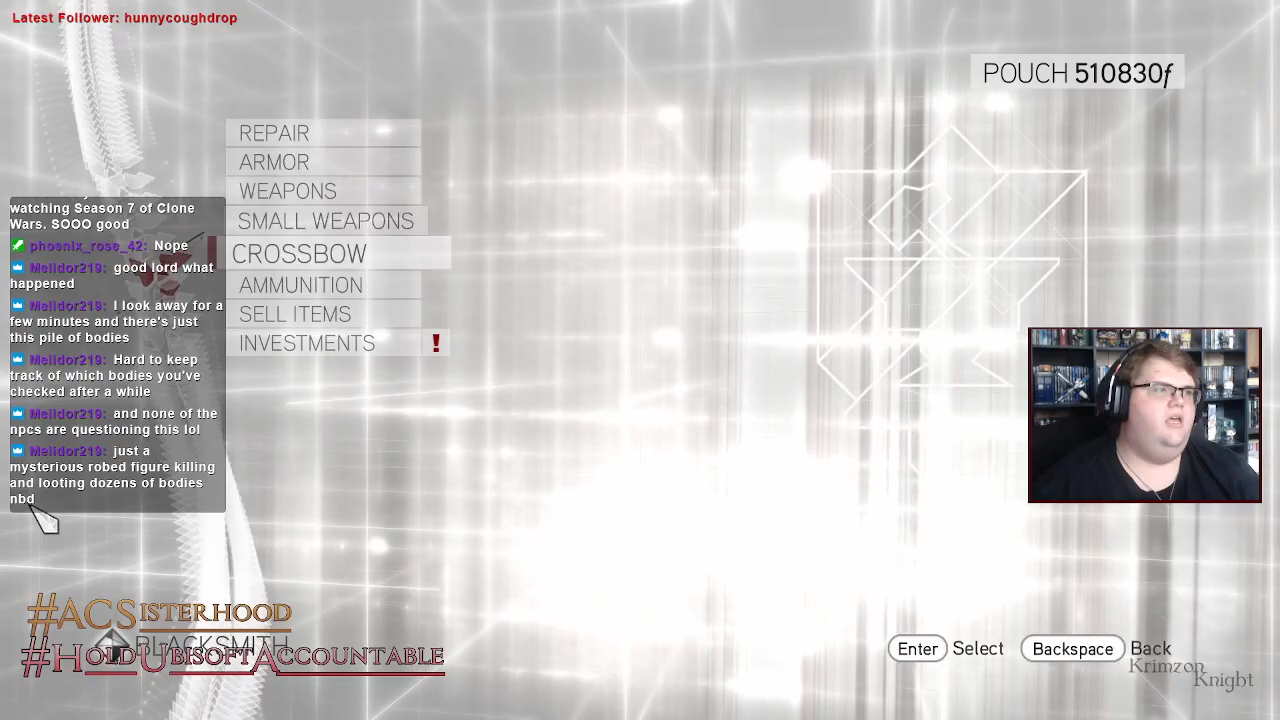 Latest Follower: hunnycoughdrop
POUCH 510830f
REPAIR
ARMOR
WEAPONS
SMALL WEAPONS
CROSSBOW
AMMUNITION
SELL ITEMS
INVESTMENTS !
watching Season 7 of Clone
Wars. SOOO good
phoenix_rose_42: Nope
Melidor219: good lord what
happened
Melidor219: I look away for a
few minutes and there's just
this pile of bodies
Melidor219: Hard to keep
track of which bodies you've
checked after a while
Melidor219: and none of the
npcs are questioning this lol
Melidor219: just a
mysterious robed figure killing
and looting dozens of bodies
nbd
#ACSISTERHOOD
BLACKSMITH
#HOLDUBISOFTACCOUNTABLE
Enter Select Backspace Back
Krimzon
Knight